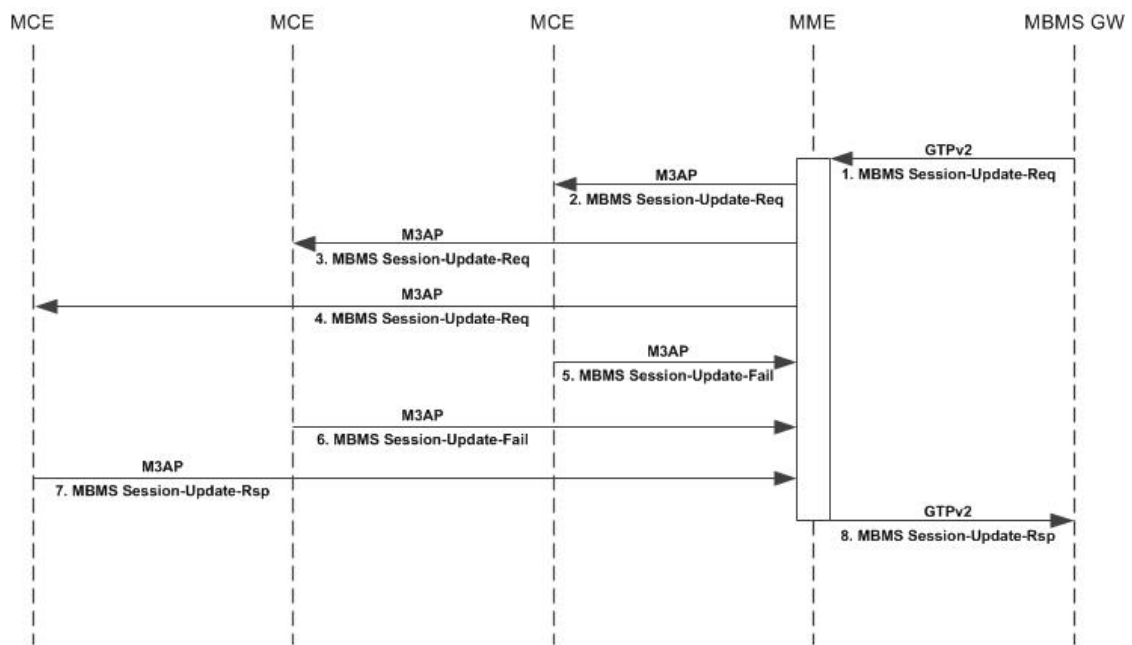 MCE MCE MCE MME MBMS GW
GTPv2
1. MBMS Session-Update-Req
M3AP
2. MBMS Session-Update-Req
M3AP
3. MBMS Session-Update-Req
M3AP
4. MBMS Session-Update-Req
M3AP
5. MBMS Session-Update-Fail
M3AP
6. MBMS Session-Update-Fail
M3AP
7. MBMS Session-Update-Rsp
GTPv2
8. MBMS Session-Update-Rsp